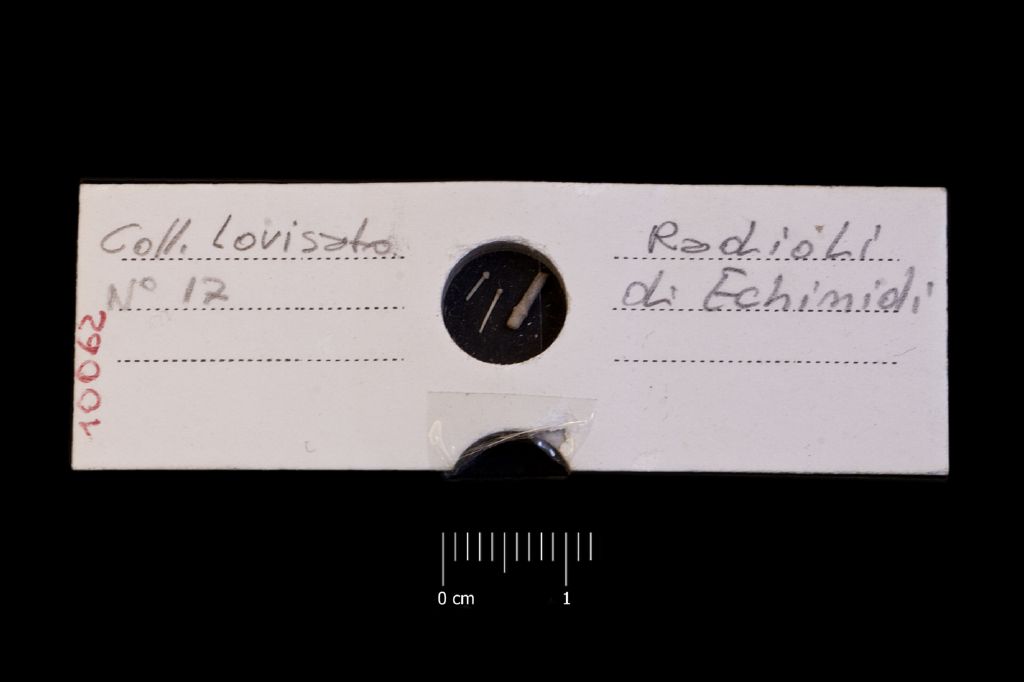 Coll. Lovisato
N° 17
10062
Radioli
di Echinidi
0 cm 1